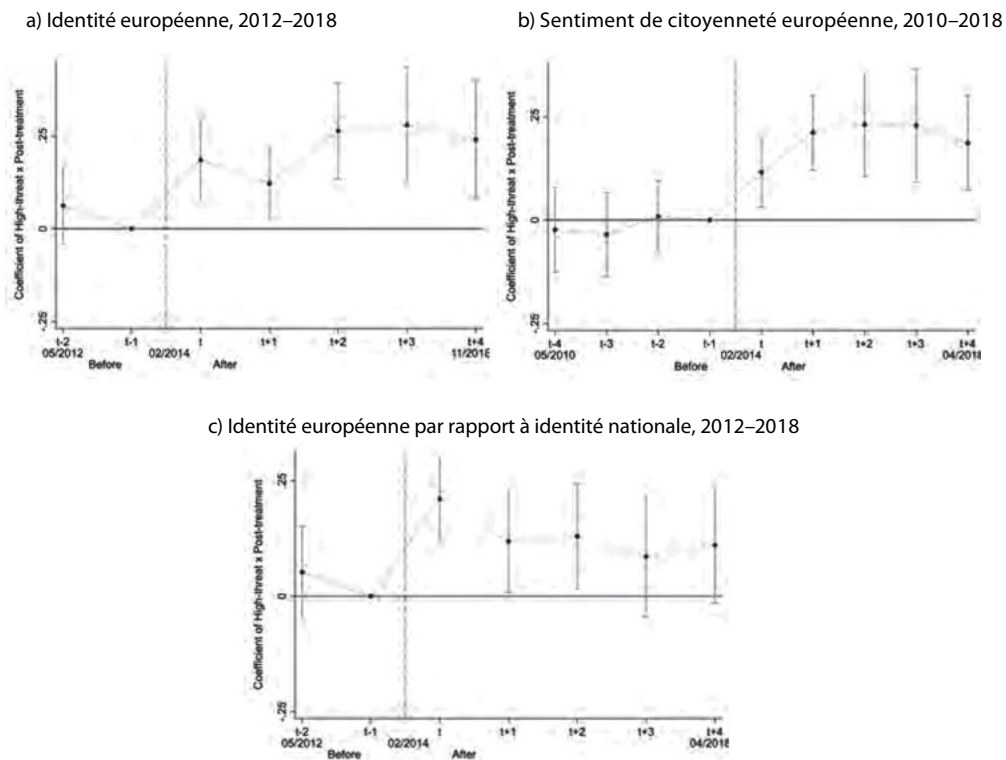 a) Identité européenne, 2012–2018
Coefficient of High-threat x Post-treatment
.25
0
-.25
t-2 t-1 t t+1 t+2 t+3 t+4
05/2012 02/2014 11/2018
Before After
b) Sentiment de citoyenneté européenne, 2010–2018
Coefficient of High-threat x Post-treatment
.25
0
-.25
t-4 t-3 t-2 t-1 t t+1 t+2 t+3 t+4
05/2010 02/2014 04/2018
Before After
c) Identité européenne par rapport à identité nationale, 2012–2018
Coefficient of High-threat x Post-treatment
.25
0
-.25
t-2 t-1 t t+1 t+2 t+3 t+4
05/2012 02/2014 04/2018
Before After